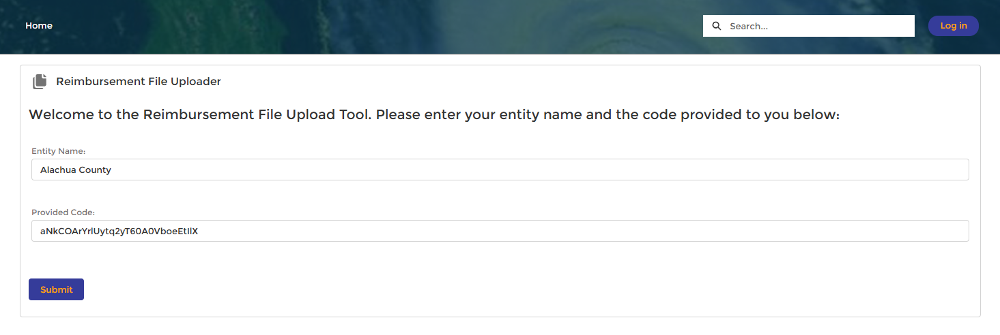 Home
Search...
Log in
Reimbursement File Uploader
Welcome to the Reimbursement File Upload Tool. Please enter your entity name and the code provided to you below:
Entity Name:
Alachua County
Provided Code:
aNkCOArYrlUytq2yT60A0VboeEtIlX
Submit